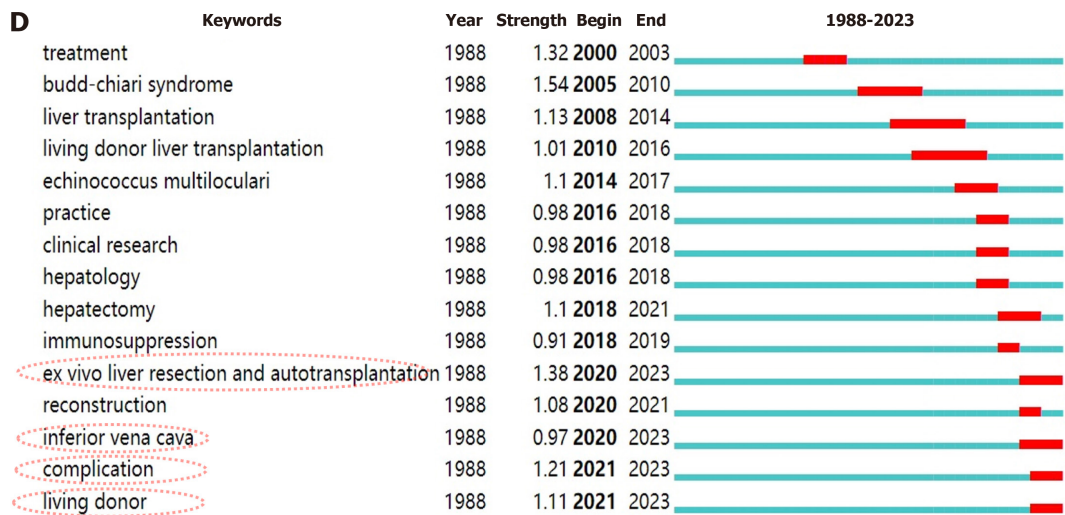 D
Keywords Year Strength Begin End 1988-2023
treatment 1988 1.32 2000 2003
budd-chiari syndrome 1988 1.54 2005 2010
liver transplantation 1988 1.13 2008 2014
living donor liver transplantation 1988 1.01 2010 2016
echinococcus multiloculari 1988 1.1 2014 2017
practice 1988 0.98 2016 2018
clinical research 1988 0.98 2016 2018
hepatology 1988 0.98 2016 2018
hepatectomy 1988 1.1 2018 2021
immunosuppression 1988 0.91 2018 2019
ex vivo liver resection and autotransplantation 1988 1.38 2020 2023
reconstruction 1988 1.08 2020 2021
inferior vena cava 1988 0.97 2020 2023
complication 1988 1.21 2021 2023
living donor 1988 1.11 2021 2023